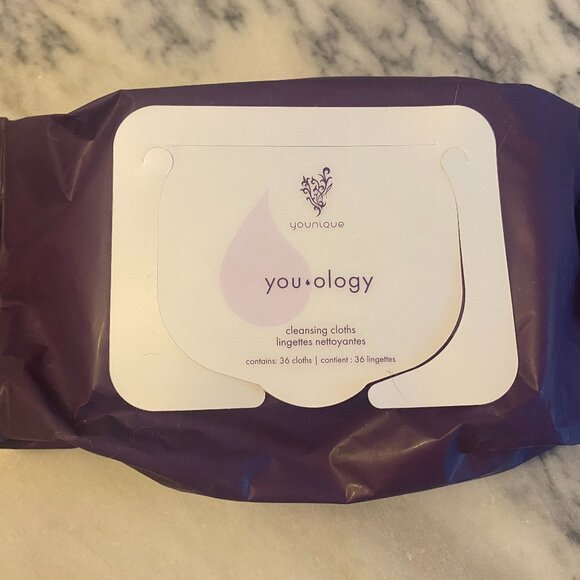 younique
you•ology
cleansing cloths
lingettes nettoyantes
contains: 36 cloths | contient : 36 lingettes